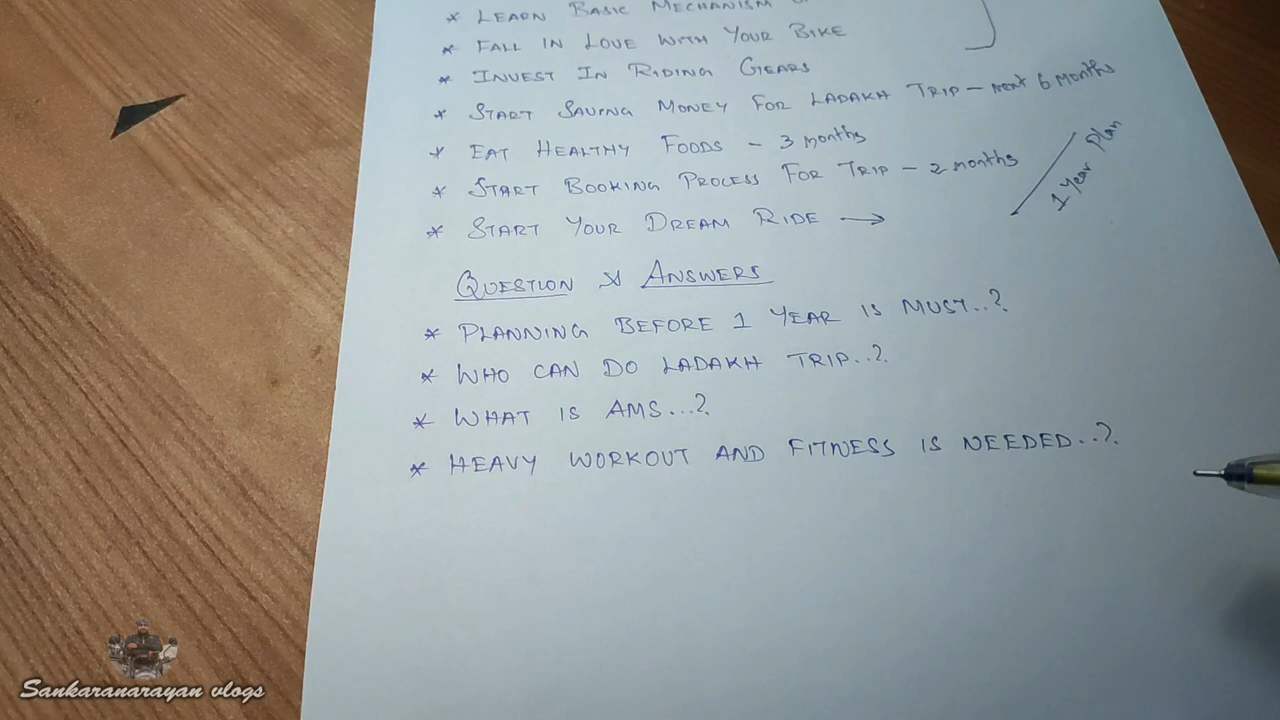 * LEARN BASIC MECHANISM
* FALL IN LOVE WITH YOUR BIKE
* INVEST IN RIDING GEARS
* START SAVING MONEY FOR LADAKH TRIP - next 6 months
* EAT HEALTHY FOODS - 3 months
* START BOOKING PROCESS FOR TRIP - 2 months
1 Year Plan
* START YOUR DREAM RIDE →
QUESTION & ANSWERS
* PLANNING BEFORE 1 YEAR IS MUST..?
* WHO CAN DO LADAKH TRIP..?
* WHAT IS AMS...?
* HEAVY WORKOUT AND FITNESS IS NEEDED..?
Sankaranarayan vlogs